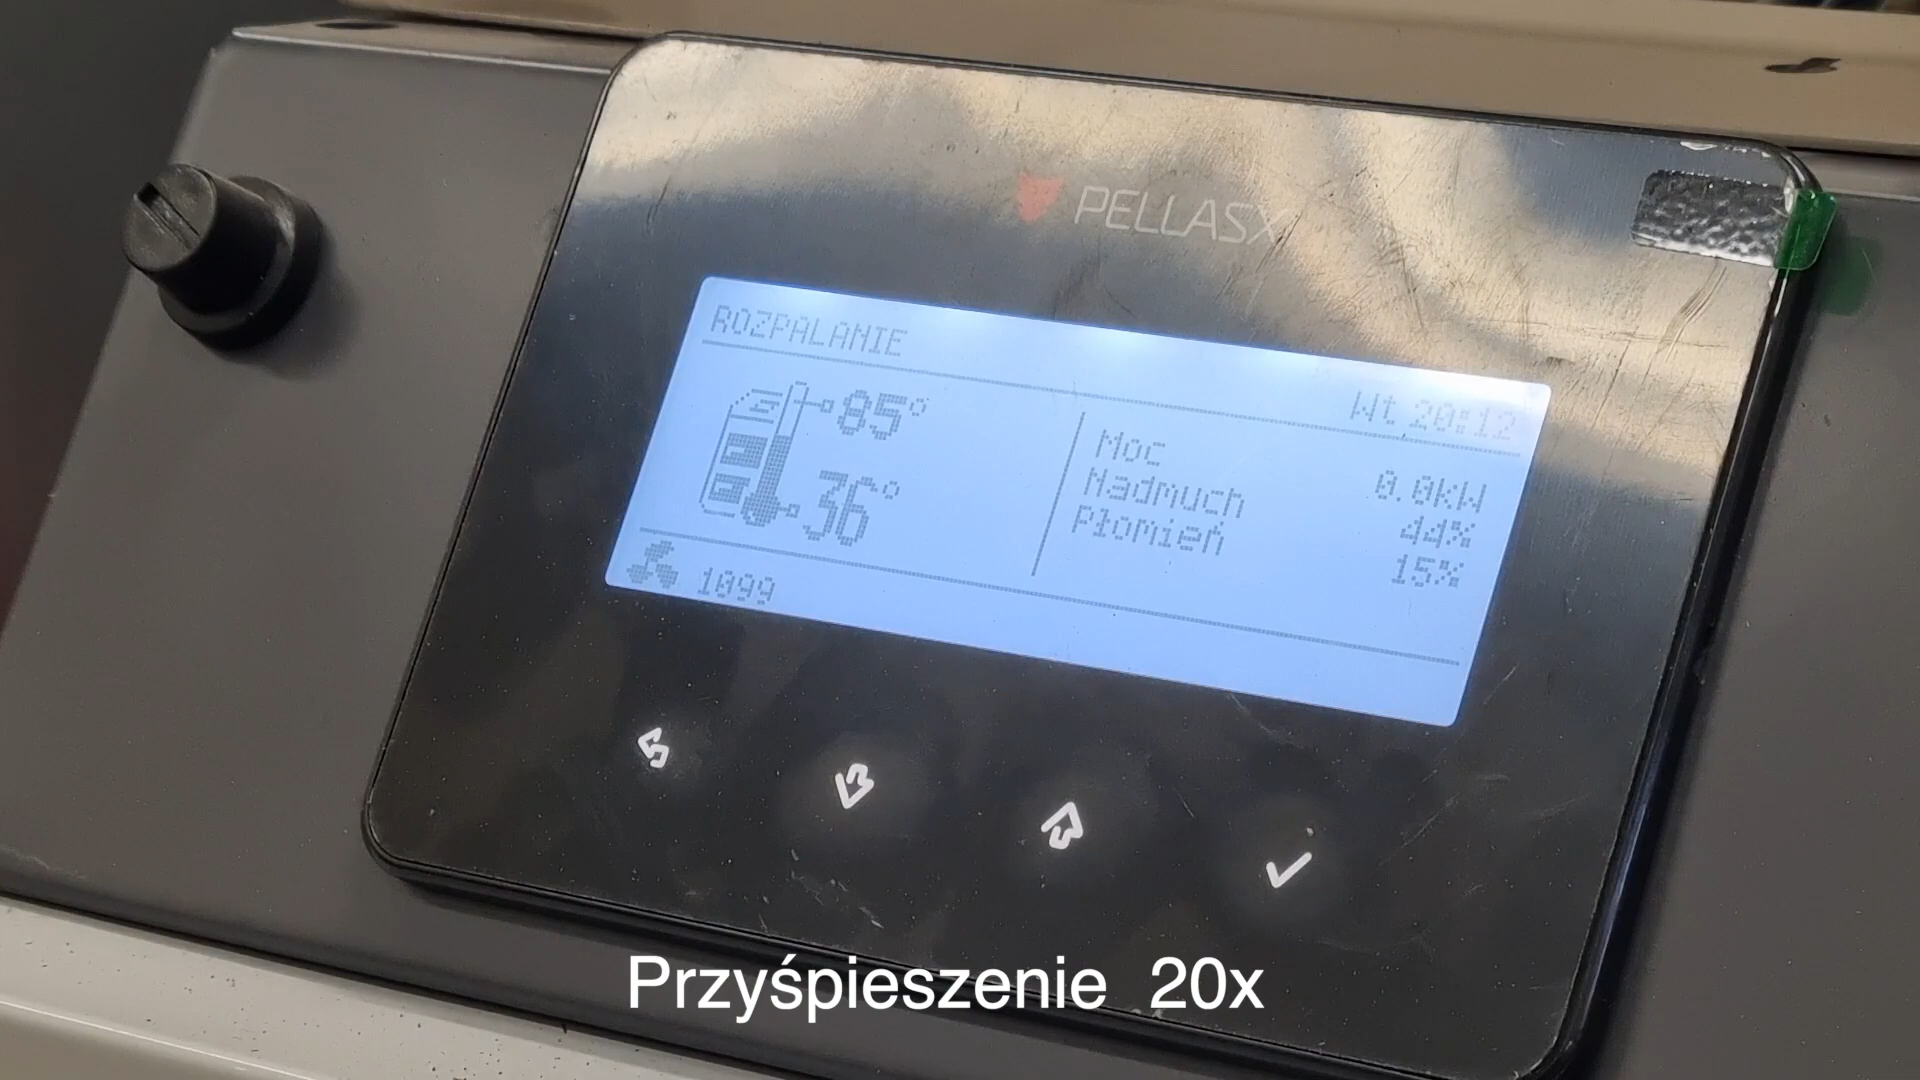 PELLASX
ROZPALANIE
Wt 20:12
85°
36°
Moc 0.0kW
Nadmuch 44%
Płomień 15%
1099
Przyśpieszenie 20x